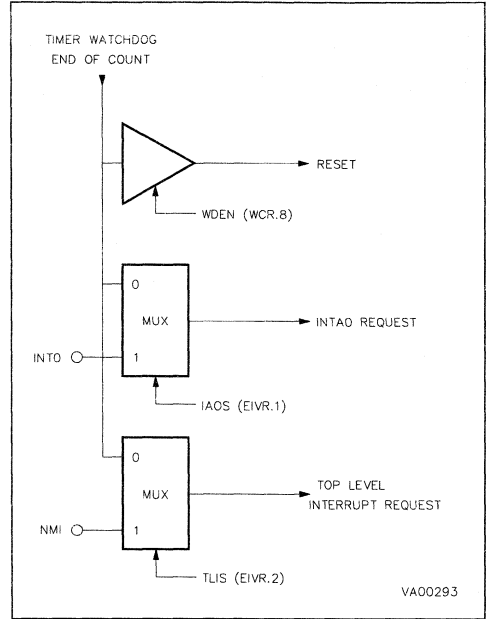 TIMER WATCHDOG
END OF COUNT
RESET
WDEN (WCR.8)
0
MUX
INTA0 REQUEST
INT0
1
IA0S (EIVR.1)
0
MUX
TOP LEVEL
INTERRUPT REQUEST
NMI
1
TLIS (EIVR.2)
VA00293